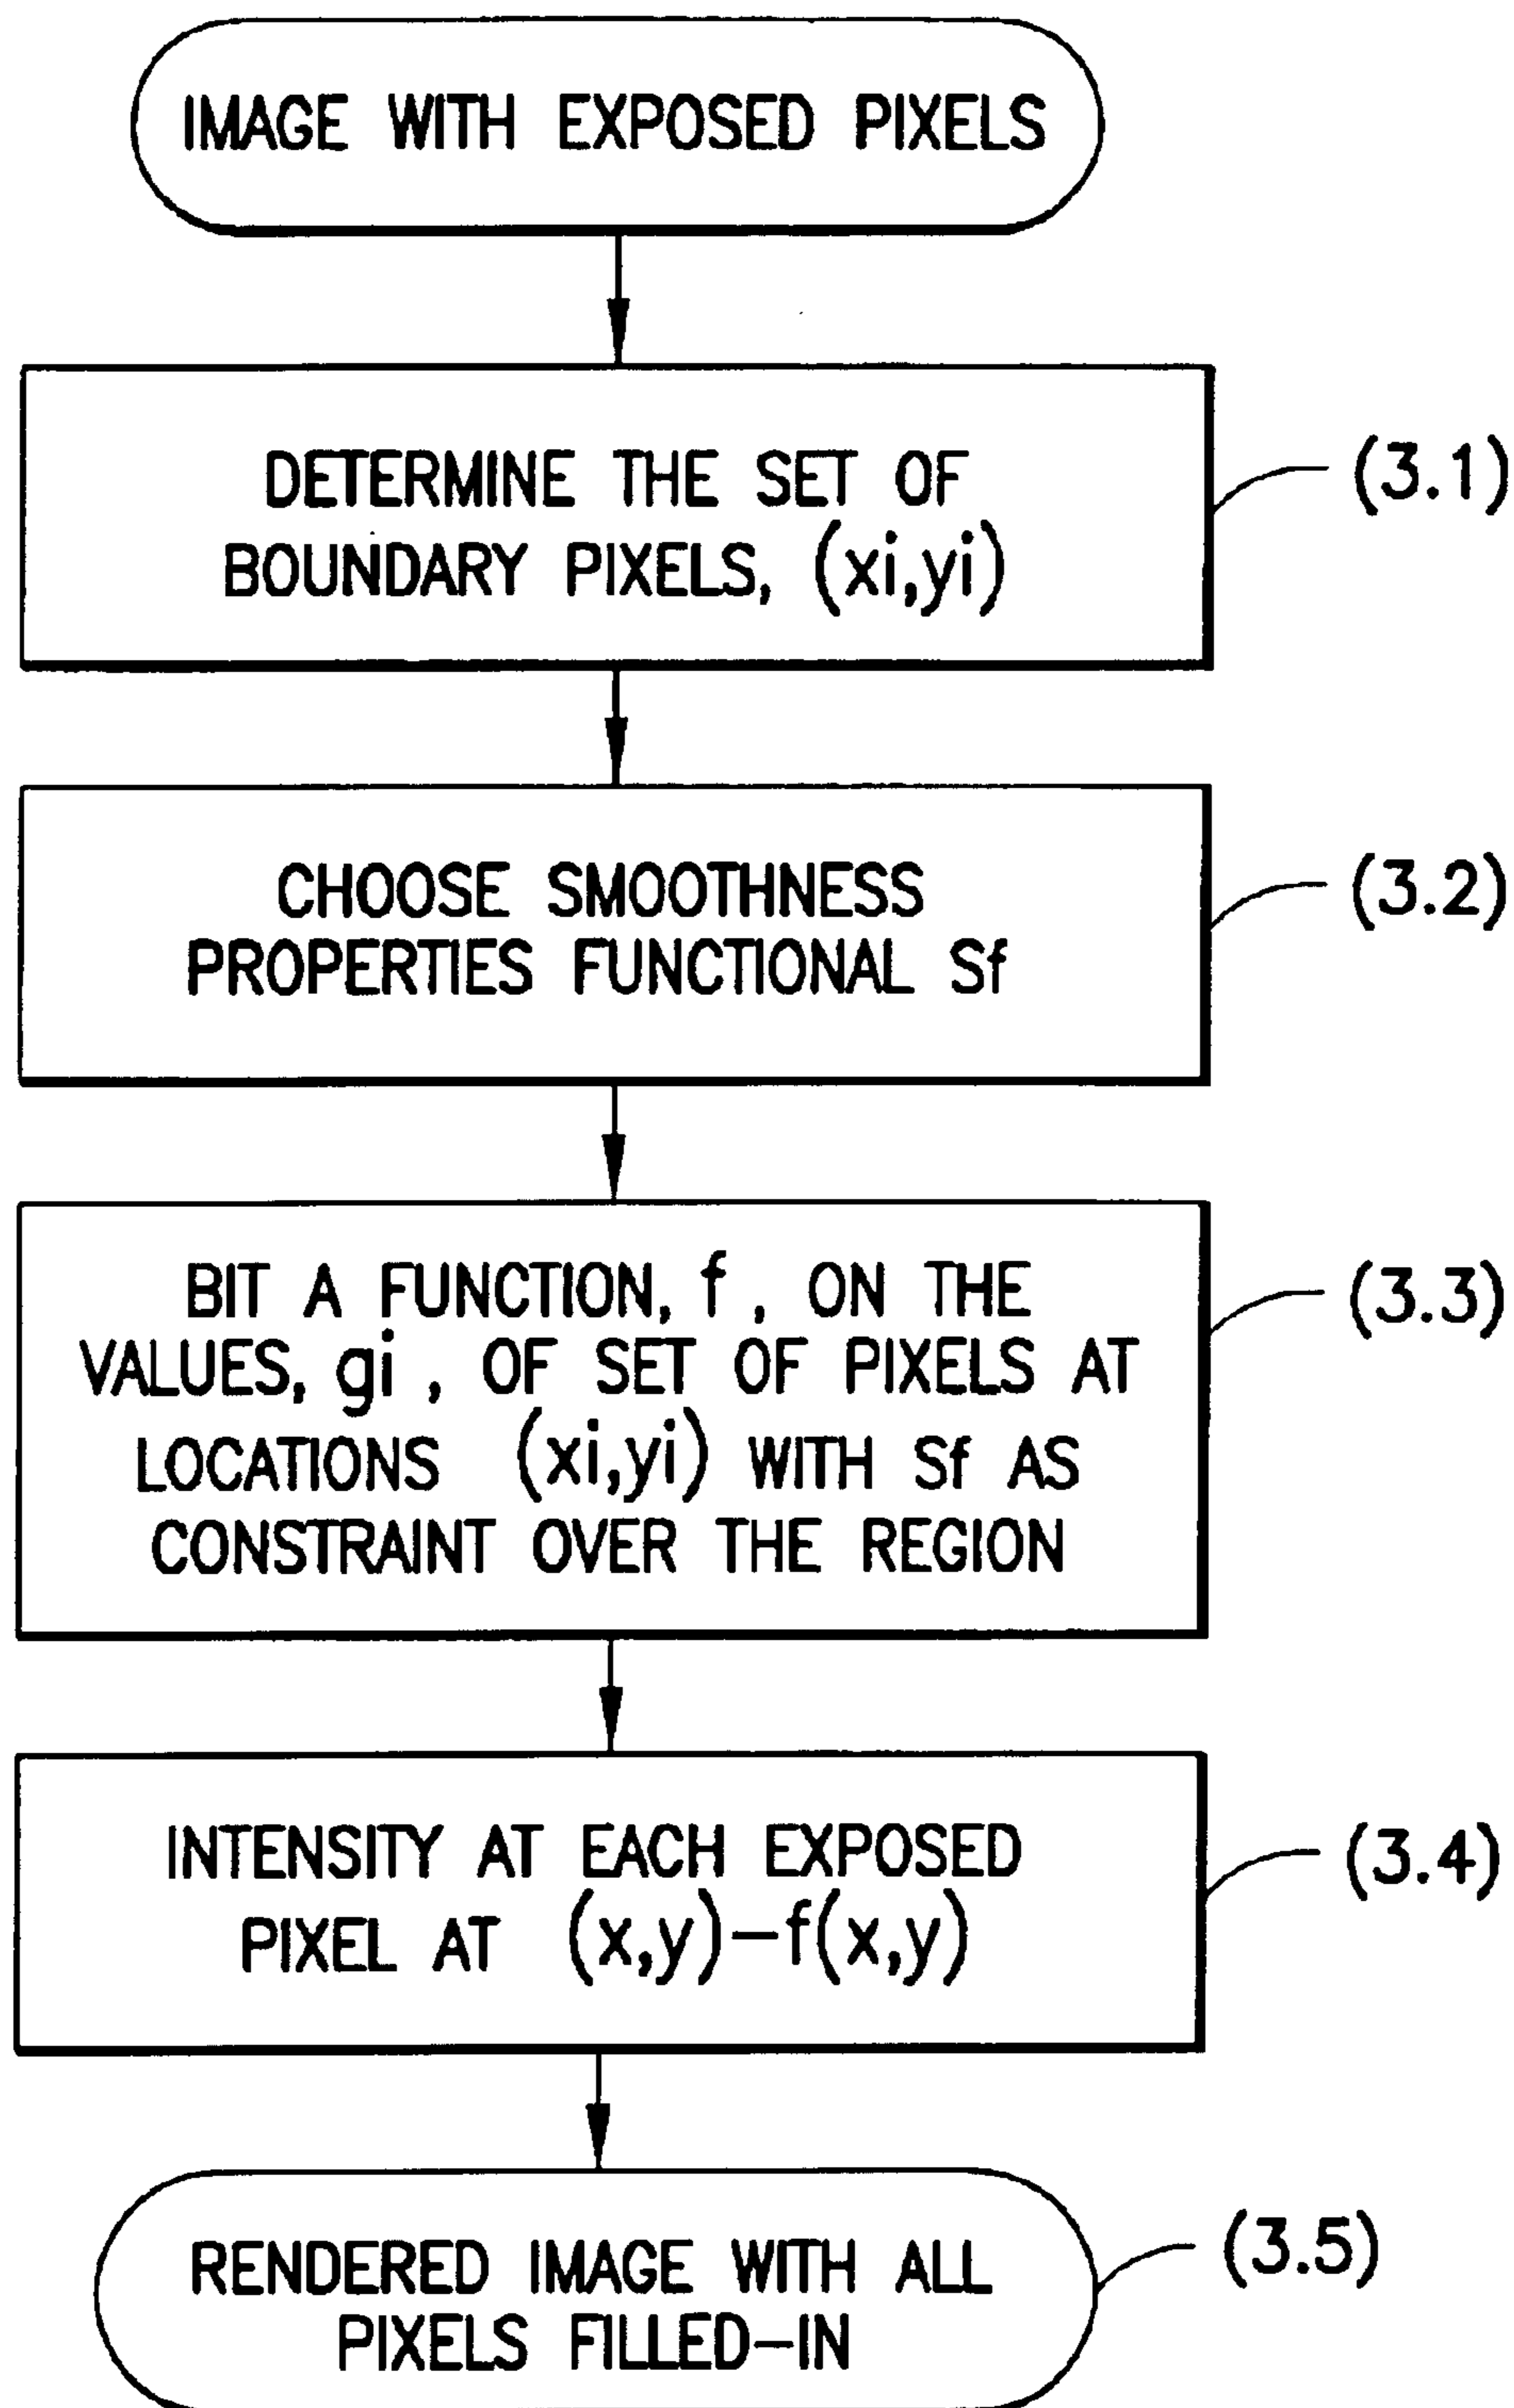 IMAGE WITH EXPOSED PIXELS
DETERMINE THE SET OF
BOUNDARY PIXELS, (xi,yi)
(3.1)
CHOOSE SMOOTHNESS
PROPERTIES FUNCTIONAL Sf
(3.2)
BIT A FUNCTION, f, ON THE
VALUES, gi, OF SET OF PIXELS AT
LOCATIONS (xi,yi) WITH Sf AS
CONSTRAINT OVER THE REGION
(3.3)
INTENSITY AT EACH EXPOSED
PIXEL AT (x,y)–f(x,y)
(3.4)
RENDERED IMAGE WITH ALL
PIXELS FILLED–IN
(3.5)